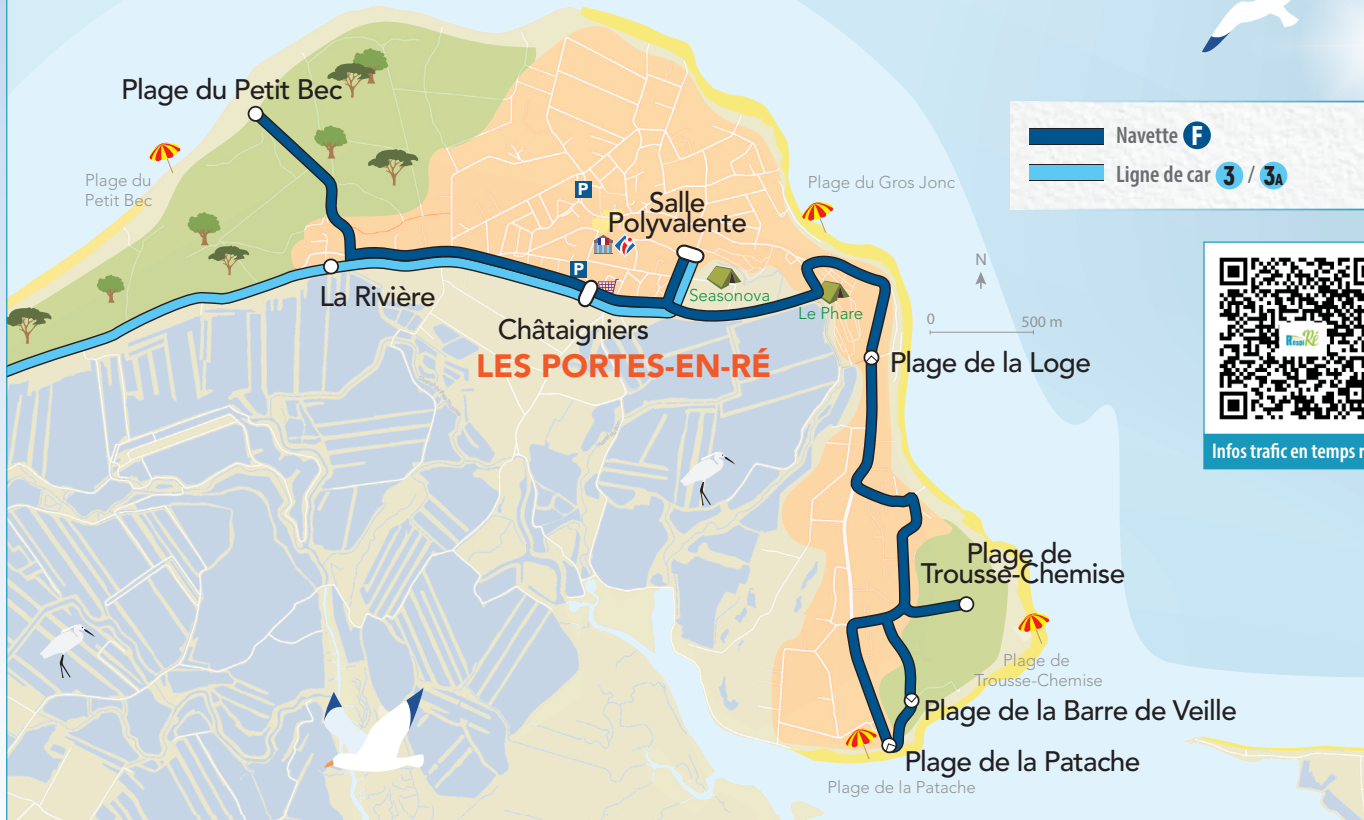 Plage du Petit Bec
Plage du
Petit Bec
La Rivière
P
P
Salle
Polyvalente
Châtaigniers
LES PORTES-EN-RÉ
Seasonova
Le Phare
Plage du Gros Jonc
N
0 500 m
Plage de la Loge
Plage de
Trousse-Chemise
Plage de
Trousse-Chemise
Plage de la Barre de Veille
Plage de la Patache
Plage de la Patache
Navette F
Ligne de car 3 / 3A
Respi Ré
Infos trafic en temps r